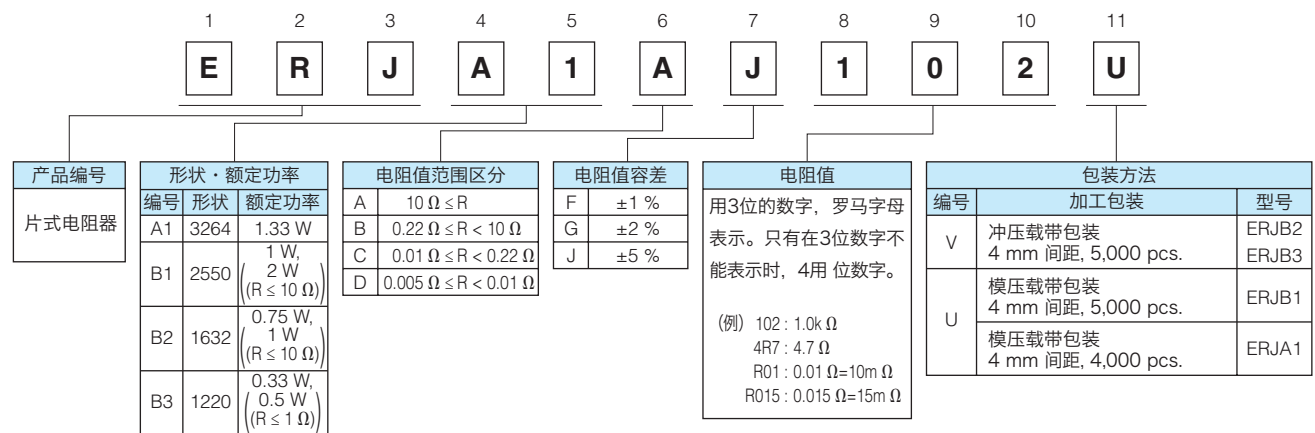 1 2 3 4 5 6 7 8 9 10 11
E R J A 1 A J 1 0 2 U
产品编号
片式电阻器
形状・额定功率
编号 形状 额定功率
A1 3264 1.33 W
B1 2550 1 W, 2 W (R ≤ 10 Ω)
B2 1632 0.75 W, 1 W (R ≤ 10 Ω)
B3 1220 0.33 W, 0.5 W (R ≤ 1 Ω)
电阻值范围区分
A 10 Ω ≤ R
B 0.22 Ω ≤ R < 10 Ω
C 0.01 Ω ≤ R < 0.22 Ω
D 0.005 Ω ≤ R < 0.01 Ω
电阻值容差
F ±1 %
G ±2 %
J ±5 %
电阻值
用3位的数字，罗马字母
表示。只有在3位数字不
能表示时，4用 位数字。
(例) 102 : 1.0k Ω
4R7 : 4.7 Ω
R01 : 0.01 Ω=10m Ω
R015 : 0.015 Ω=15m Ω
包装方法
编号 加工包装 型号
V 冲压载带包装
4 mm 间距, 5,000 pcs.
ERJB2
ERJB3
U 模压载带包装
4 mm 间距, 5,000 pcs.
ERJB1
模压载带包装
4 mm 间距, 4,000 pcs.
ERJA1